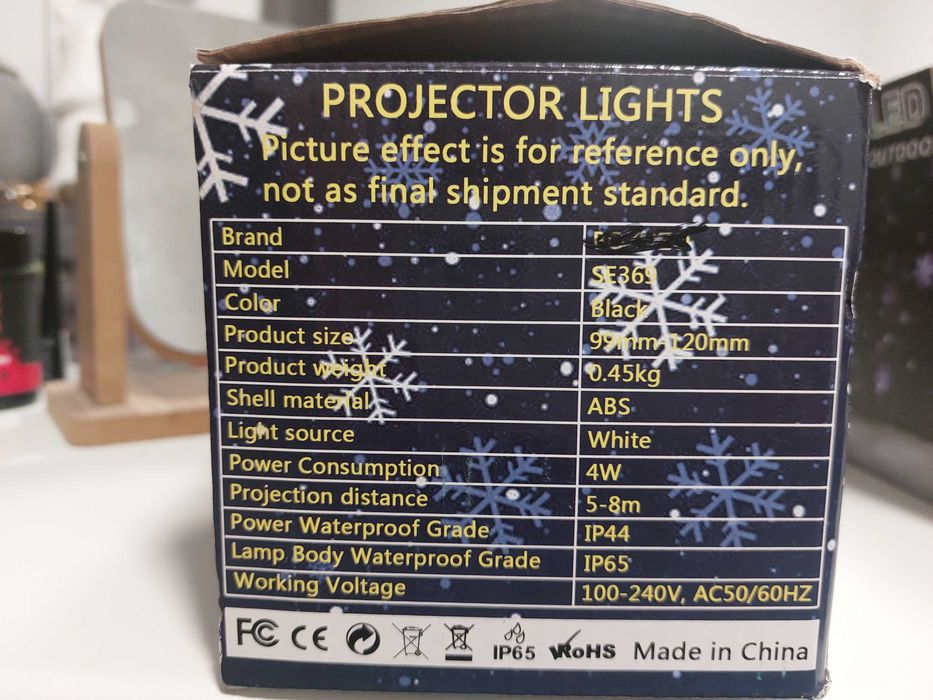 PROJECTOR LIGHTS
Picture effect is for reference only,
not as final shipment standard.
Brand
Model SE369
Color Black
Product size 99mm-120mm
Product weight 0.45kg
Shell material ABS
Light source White
Power Consumption 4W
Projection distance 5-8m
Power Waterproof Grade IP44
Lamp Body Waterproof Grade IP65
Working Voltage 100-240V, AC50/60HZ
FC CE IP65 RoHS Made in China
LED
OUTDOO